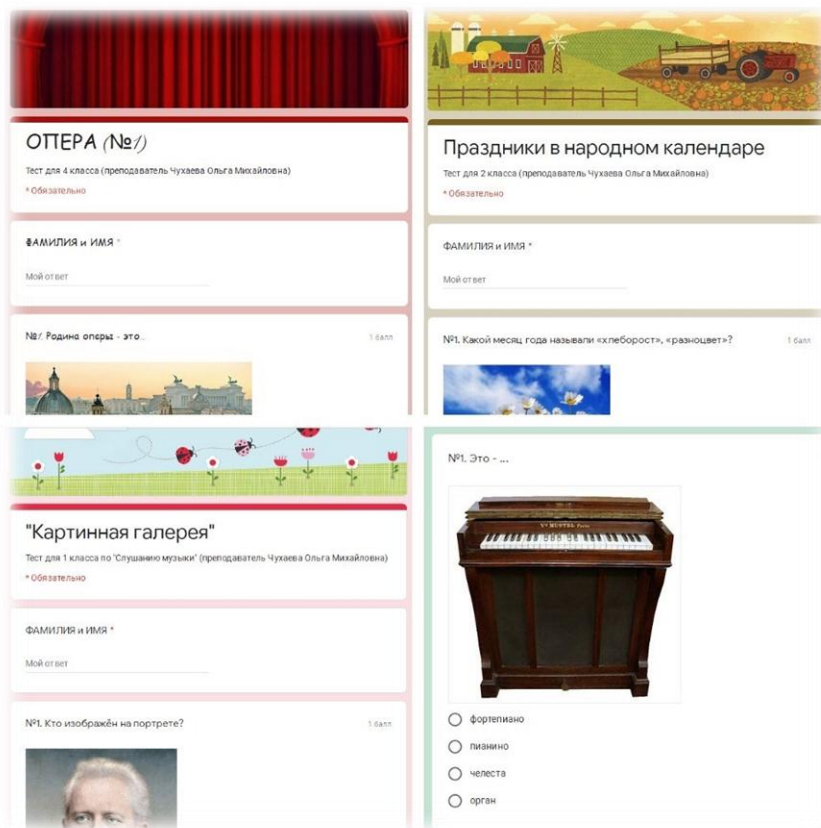 ОПЕРА (№1)
Тест для 4 класса (преподаватель Чухаева Ольга Михайловна)
* Обязательно
ФАМИЛИЯ и ИМЯ *
Мой ответ
№1. Родина оперы - это...
1 балл
Праздники в народном календаре
Тест для 2 класса (преподаватель Чухаева Ольга Михайловна)
* Обязательно
ФАМИЛИЯ и ИМЯ *
Мой ответ
№1. Какой месяц года называли «хлеборост», «разноцвет»?
1 балл
"Картинная галерея"
Тест для 1 класса по "Слушанию музыки" (преподаватель Чухаева Ольга Михайловна)
* Обязательно
ФАМИЛИЯ и ИМЯ *
Мой ответ
№1. Кто изображён на портрете?
1 балл
№1. Это - ...
MUSTEL
фортепиано
пианино
челеста
орган